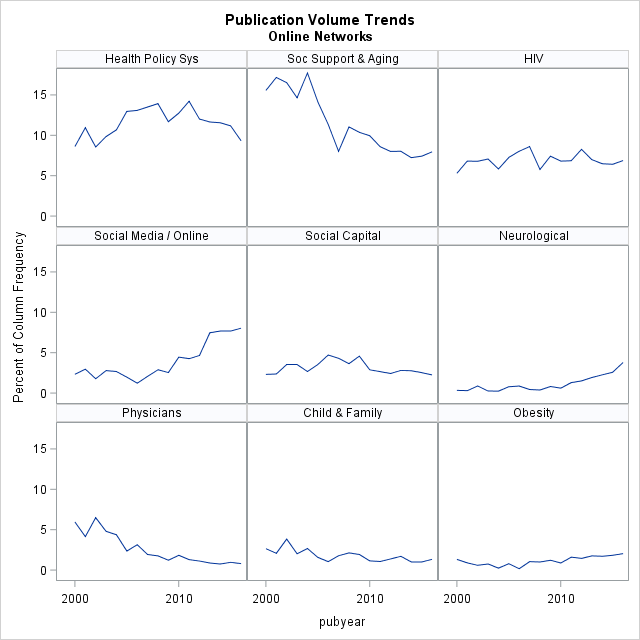 Publication Volume Trends
Online Networks
Health Policy Sys
Soc Support & Aging
HIV
15
10
5
0
Social Media / Online
Social Capital
Neurological
15
10
5
0
Percent of Column Frequency
Physicians
Child & Family
Obesity
15
10
5
0
2000
2010
2000
2010
2000
2010
pubyear